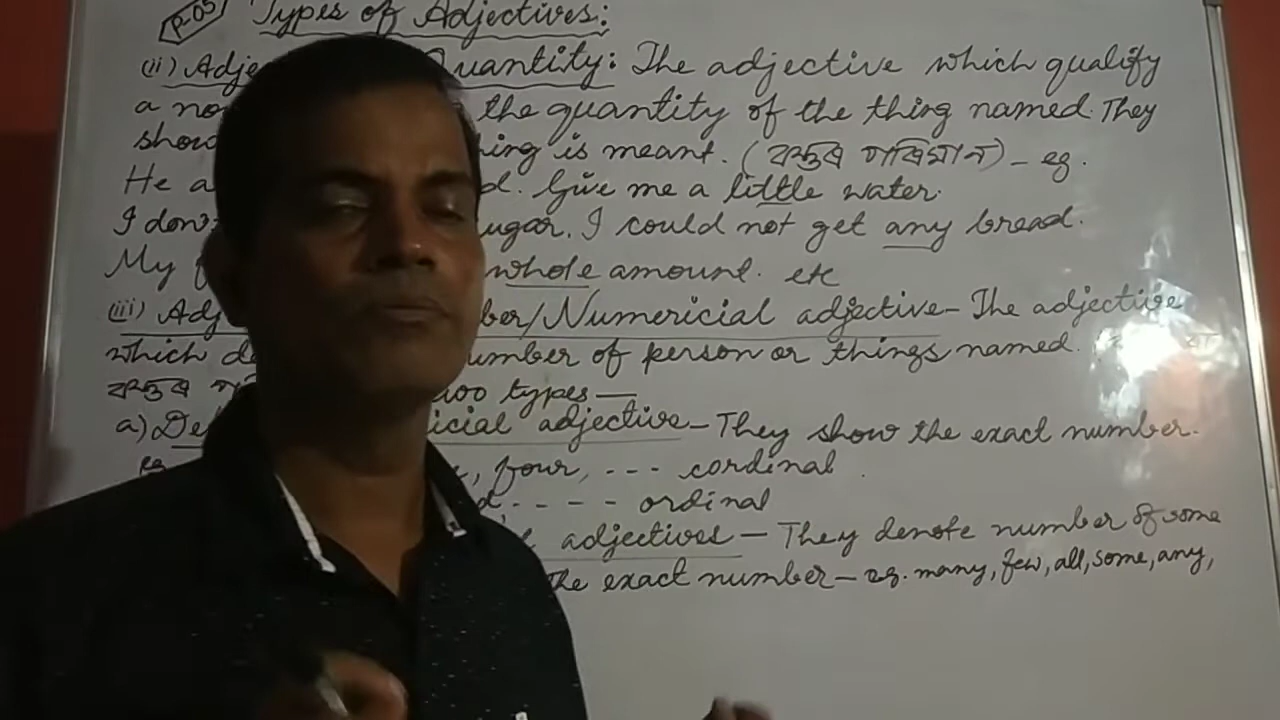 P-05 Types of Adjectives:
(ii) Adje uantity: The adjective which qualify
a no the quantity of the thing named. They
show hing is meant. (বস্তুর পরিমান) - eg.
He a d. Give me a little water.
I don't ugar. I could not get any bread.
My f whole amount. etc
(iii) Adj ber/Numericial adjective - The adjective
which de umber of person or things named.
বস্তুর two types —
a) De icial adjective - They show the exact number.
eg , four, --- cordinal
d, - - - - ordinal
adjectives — They denote number of some
the exact number - eg. many, few, all, some, any,